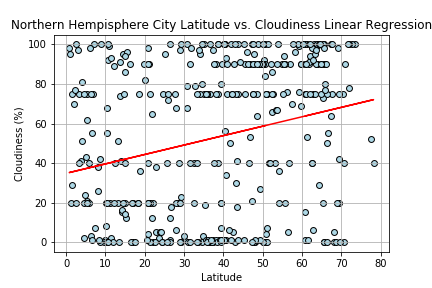 Northern Hempisphere City Latitude vs. Cloudiness Linear Regression
100
80
60
40
20
0
Cloudiness (%)
0 10 20 30 40 50 60 70 80
Latitude